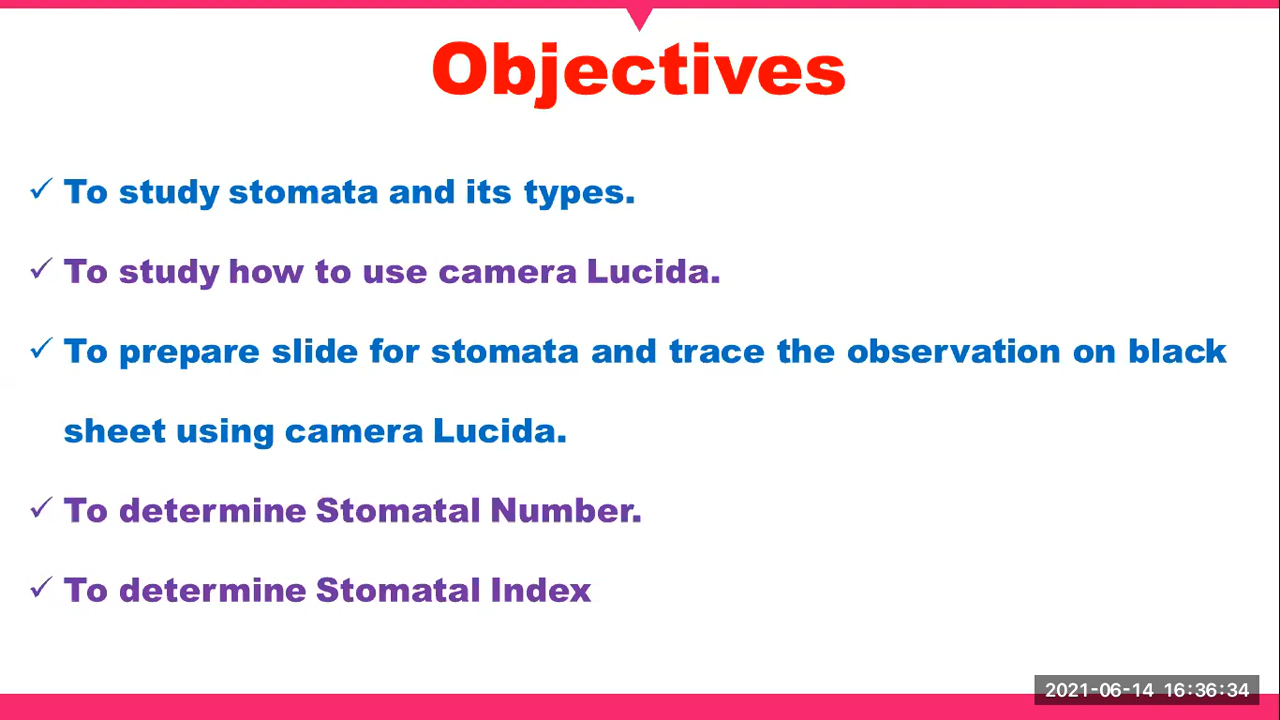 Objectives
✓ To study stomata and its types.
✓ To study how to use camera Lucida.
✓ To prepare slide for stomata and trace the observation on black
sheet using camera Lucida.
✓ To determine Stomatal Number.
✓ To determine Stomatal Index
2021-06-14 16:36:34